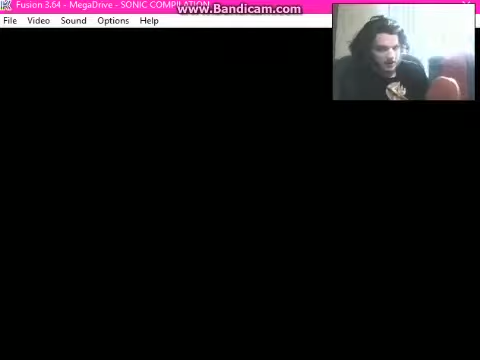 Fusion 3.64 - MegaDrive - SONIC COMPILATION
www.Bandicam.com
File Video Sound Options Help